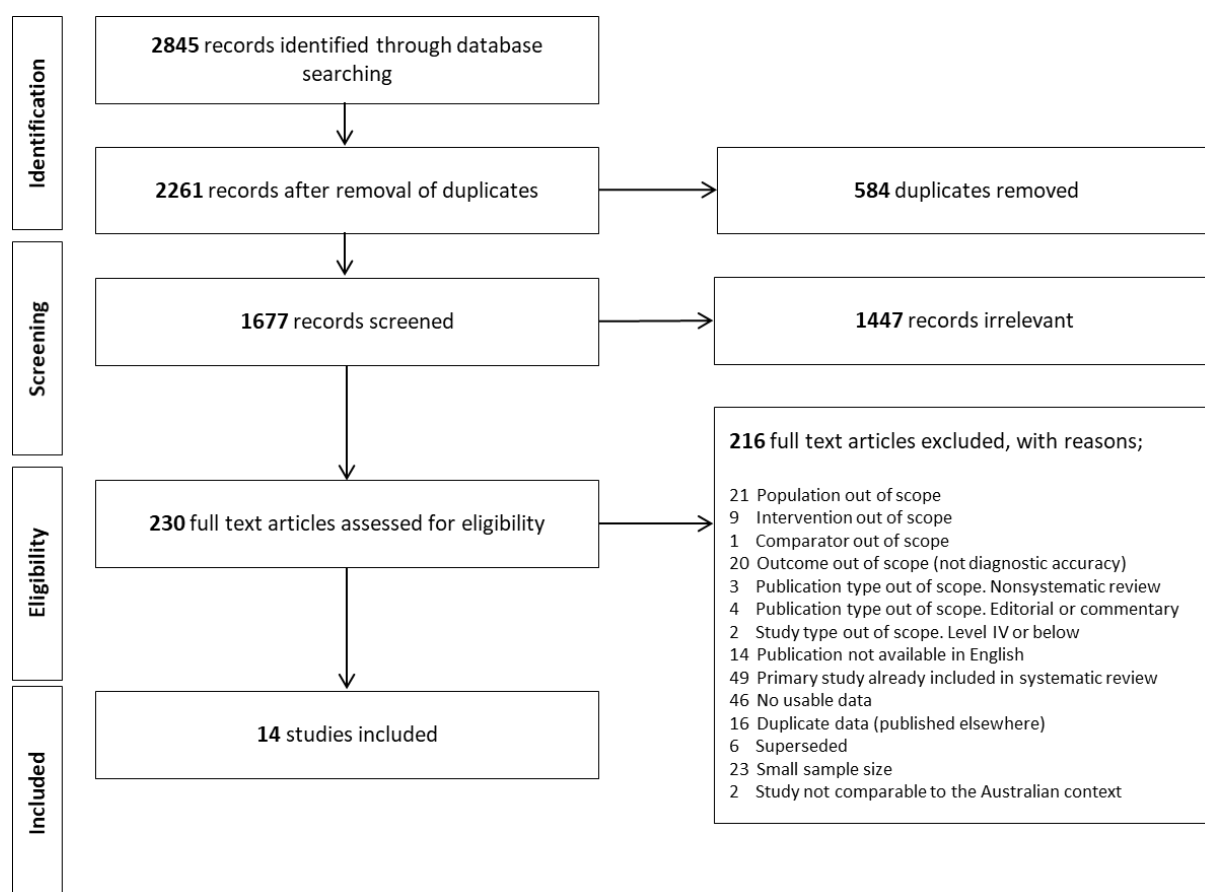 Identification
2845 records identified through database
searching
2261 records after removal of duplicates
584 duplicates removed
Screening
1677 records screened
1447 records irrelevant
Eligibility
230 full text articles assessed for eligibility
216 full text articles excluded, with reasons;
21 Population out of scope
9 Intervention out of scope
1 Comparator out of scope
20 Outcome out of scope (not diagnostic accuracy)
3 Publication type out of scope. Nonsystematic review
4 Publication type out of scope. Editorial or commentary
2 Study type out of scope. Level IV or below
14 Publication not available in English
49 Primary study already included in systematic review
46 No usable data
16 Duplicate data (published elsewhere)
6 Superseded
23 Small sample size
2 Study not comparable to the Australian context
Included
14 studies included